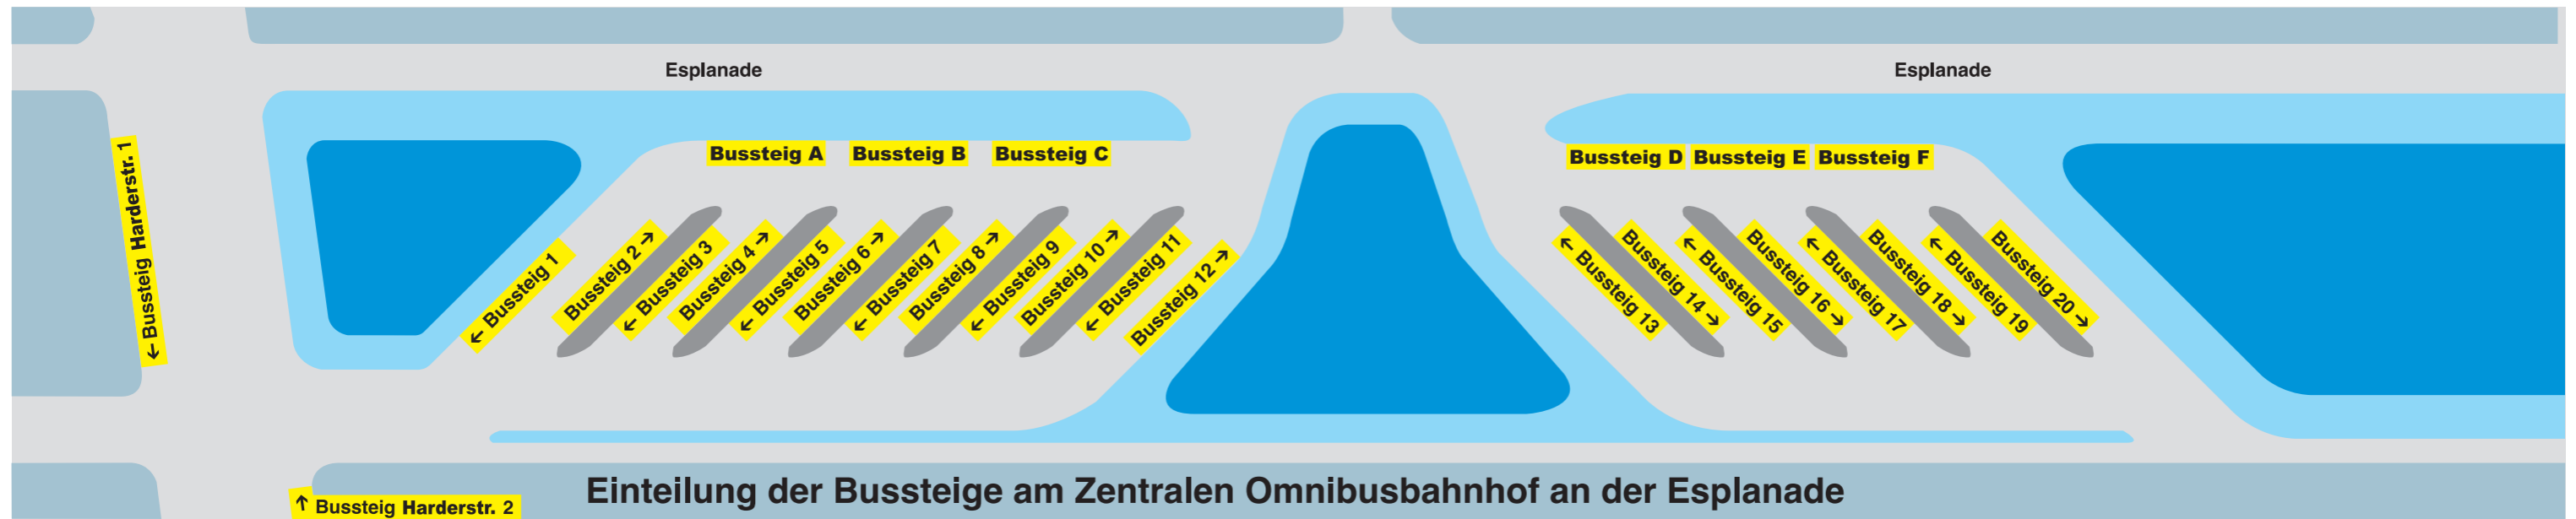 Esplanade
Esplanade
← Bussteig Harderstr. 1
Bussteig A
Bussteig B
Bussteig C
Bussteig D
Bussteig E
Bussteig F
← Bussteig 1
Bussteig 2 →
← Bussteig 3
Bussteig 4 →
← Bussteig 5
Bussteig 6 →
← Bussteig 7
Bussteig 8 →
← Bussteig 9
Bussteig 10 →
← Bussteig 11
Bussteig 12 →
← Bussteig 13
Bussteig 14 →
← Bussteig 15
Bussteig 16 →
← Bussteig 17
Bussteig 18 →
← Bussteig 19
Bussteig 20 →
Einteilung der Bussteige am Zentralen Omnibusbahnhof an der Esplanade
↑ Bussteig Harderstr. 2